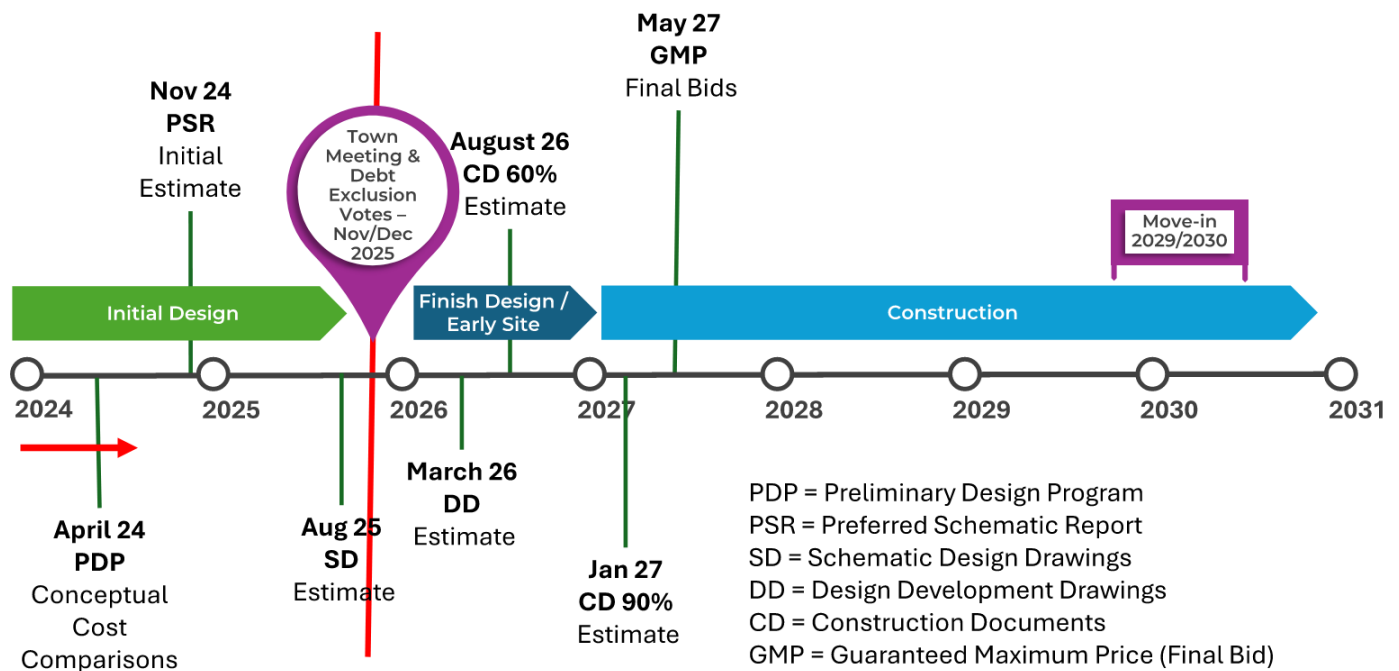 May 27
GMP
Final Bids
Nov 24
PSR
Initial
Estimate
Town
Meeting &
Debt
Exclusion
Votes –
Nov/Dec
2025
August 26
CD 60%
Estimate
Move-in
2029/2030
Initial Design
Finish Design /
Early Site
Construction
2024
2025
2026
2027
2028
2029
2030
2031
April 24
PDP
Conceptual
Cost
Comparisons
Aug 25
SD
Estimate
March 26
DD
Estimate
Jan 27
CD 90%
Estimate
PDP = Preliminary Design Program
PSR = Preferred Schematic Report
SD = Schematic Design Drawings
DD = Design Development Drawings
CD = Construction Documents
GMP = Guaranteed Maximum Price (Final Bid)